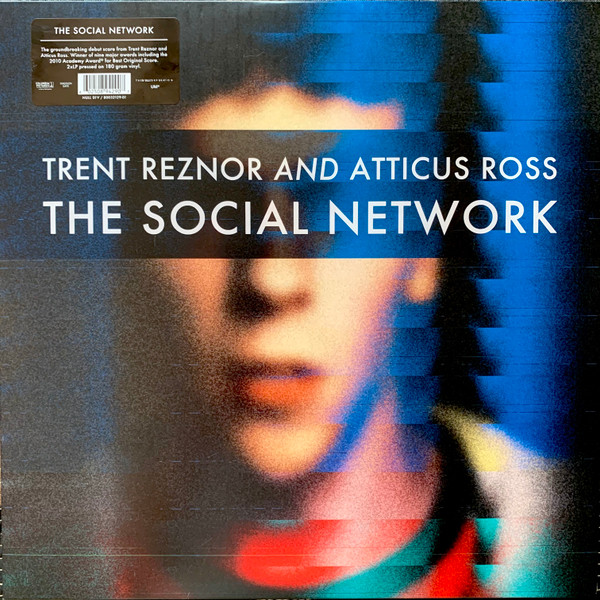 THE SOCIAL NETWORK
The groundbreaking debut score from Trent Reznor and
Atticus Ross. Winner of nine major awards including the
2010 Academy Award® for Best Original Score.
2xLP pressed on 180 gram vinyl.
TRENT REZNOR AND ATTICUS ROSS
THE SOCIAL NETWORK